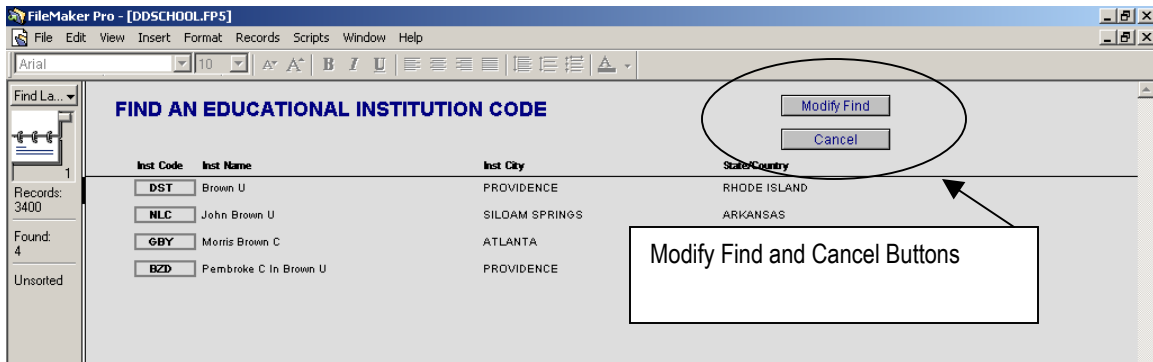 FileMaker Pro - [DDSCHOOL.FP5]
File Edit View Insert Format Records Scripts Window Help
Arial 10 B I U A
Find La...
1
Records:
3400
Found:
4
Unsorted
FIND AN EDUCATIONAL INSTITUTION CODE
Modify Find
Cancel
Inst Code Inst Name Inst City State/Country
DST Brown U PROVIDENCE RHODE ISLAND
NLC John Brown U SILOAM SPRINGS ARKANSAS
GBY Morris Brown C ATLANTA
BZD Pembroke C In Brown U PROVIDENCE
Modify Find and Cancel Buttons